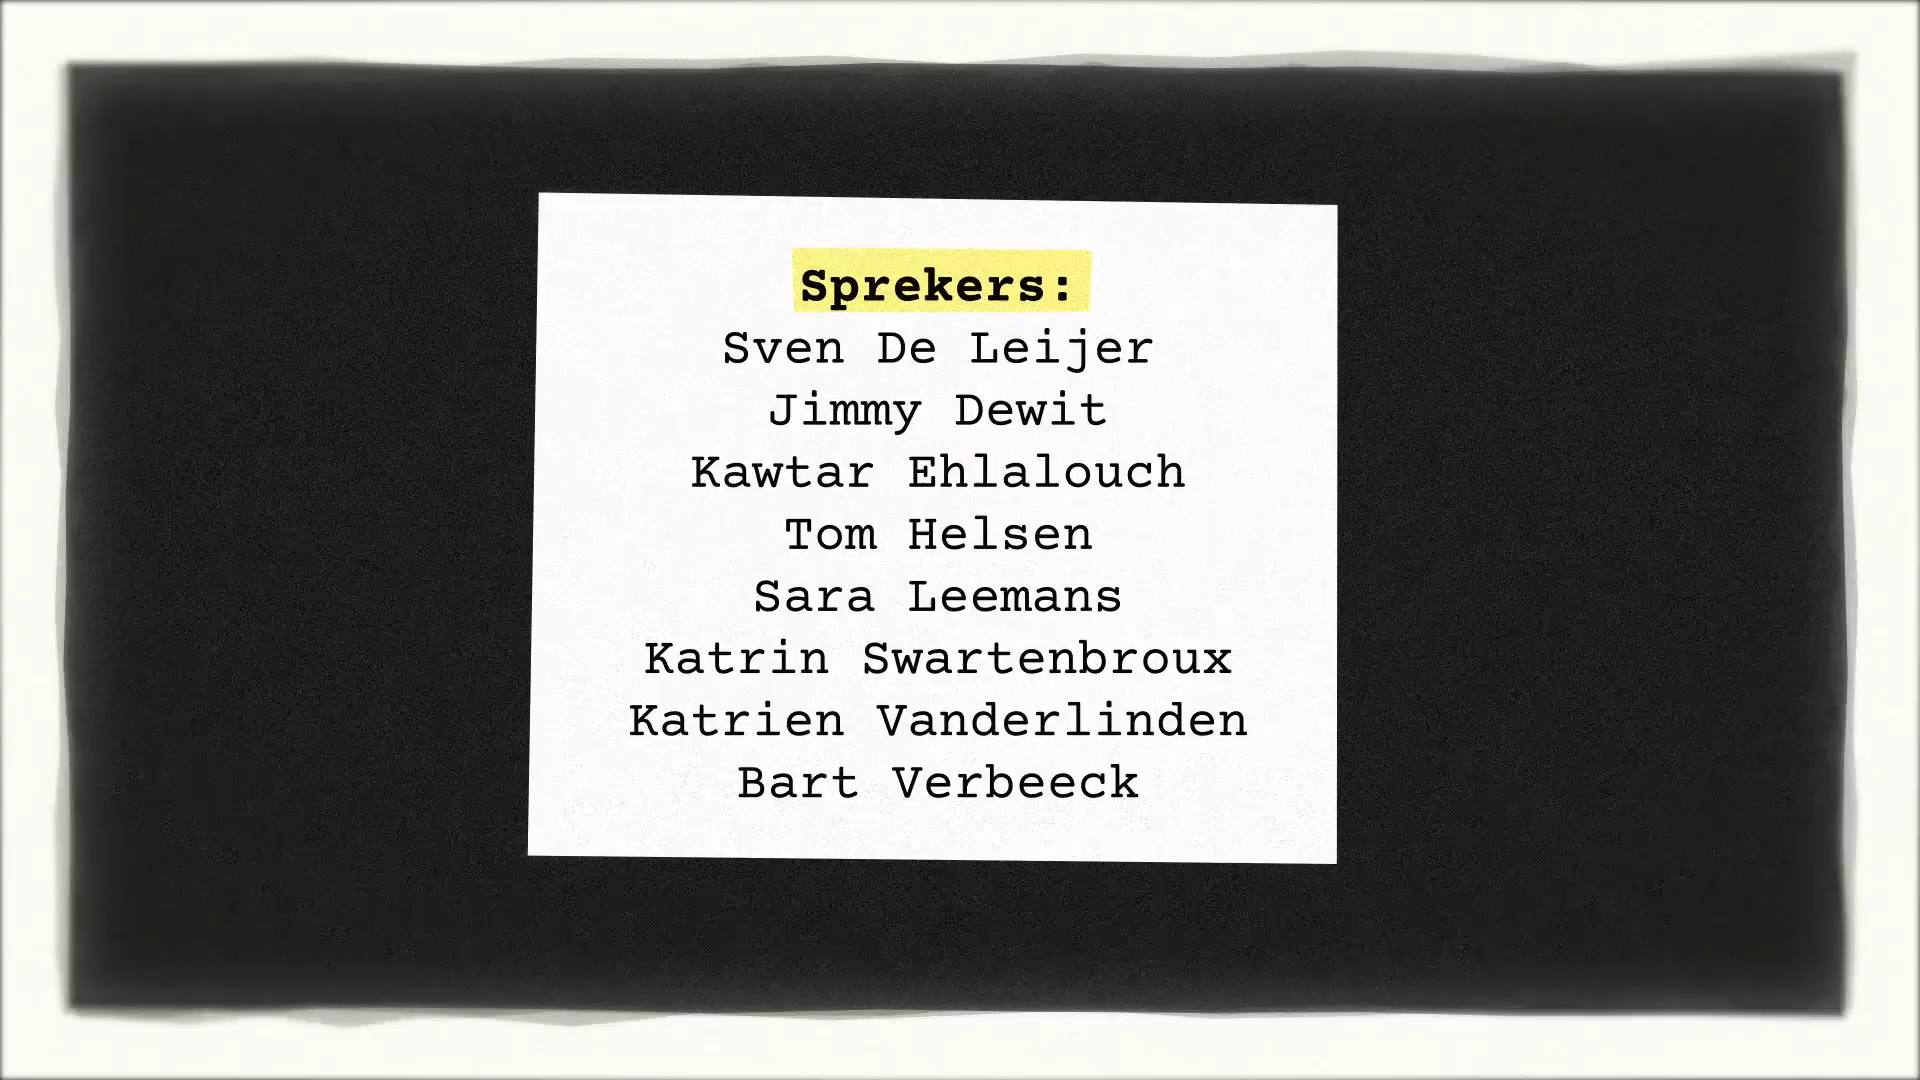 Sprekers:
Sven De Leijer
Jimmy Dewit
Kawtar Ehlalouch
Tom Helsen
Sara Leemans
Katrin Swartenbroux
Katrien Vanderlinden
Bart Verbeeck